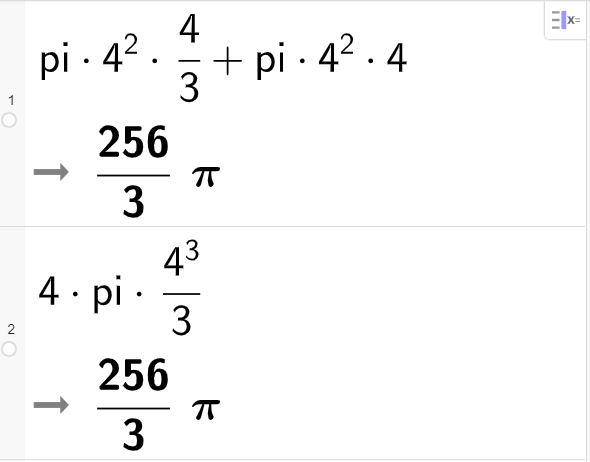 pi · 4² · 4/3 + pi · 4² · 4
1
→ 256/3 π
4 · pi · 4³/3
2
→ 256/3 π
x=